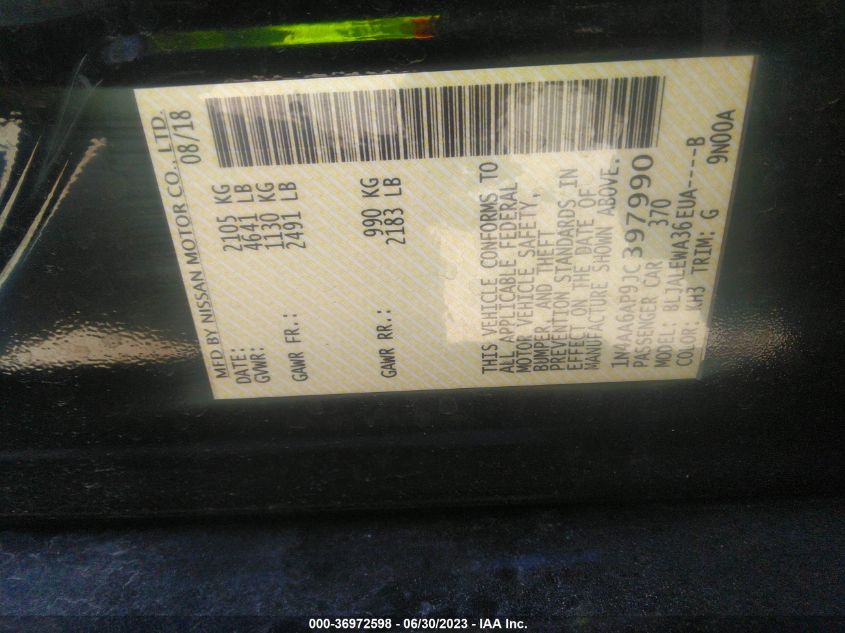 MFD BY NISSAN MOTOR CO., LTD.
DATE: 08/18
GVWR: 2105 KG
4641 LB
GAWR FR.: 1130 KG
2491 LB
GAWR RR.: 990 KG
2183 LB
THIS VEHICLE CONFORMS TO
ALL APPLICABLE FEDERAL
MOTOR VEHICLE SAFETY,
BUMPER AND THEFT
PREVENTION STANDARDS IN
EFFECT ON THE DATE OF
MANUFACTURE SHOWN ABOVE.
1N4AA6AP9JC397990
PASSENGER CAR 370
MODEL: BLJALEWA36EUA----B
COLOR: KH3 TRIM: G 9N00A
000-36972598 - 06/30/2023 - IAA Inc.